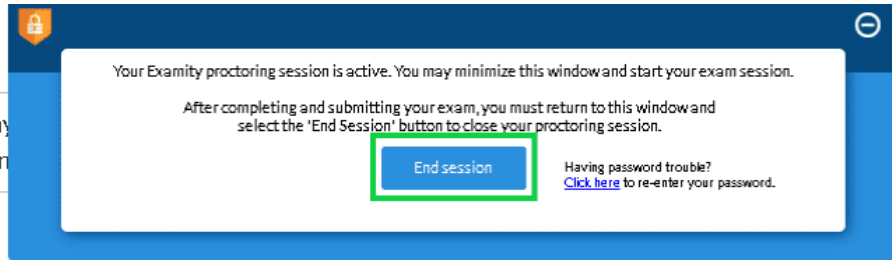 Your Examity proctoring session is active. You may minimize this window and start your exam session.
After completing and submitting your exam, you must return to this window and
select the 'End Session' button to close your proctoring session.
End session
Having password trouble?
Click here to re-enter your password.